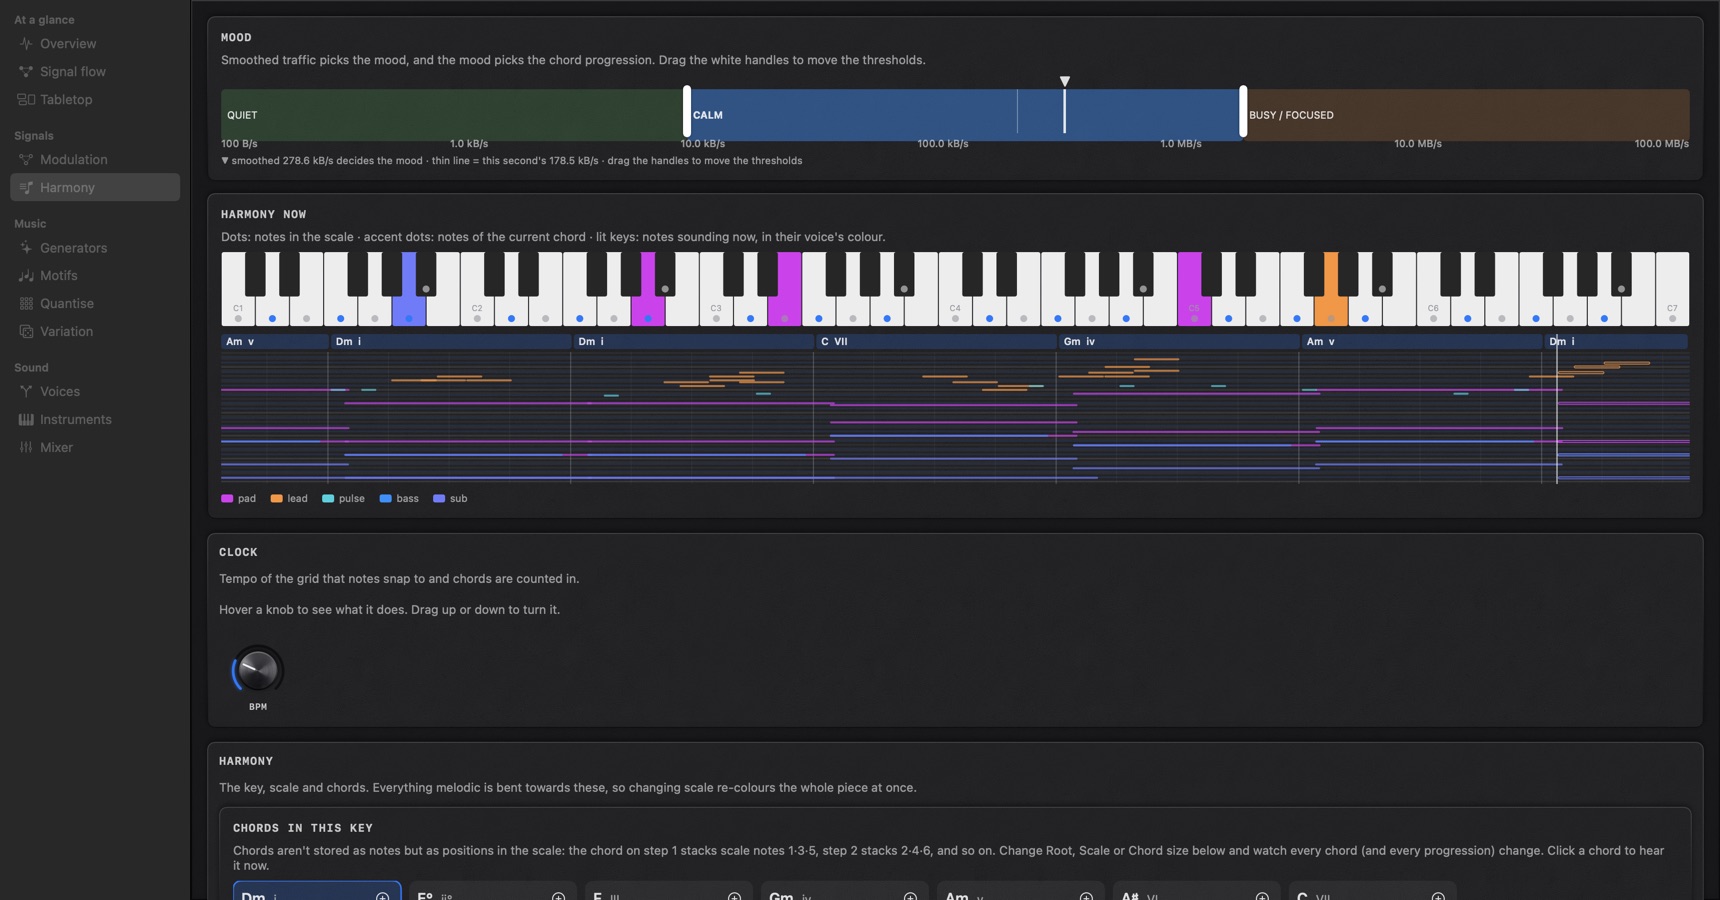 At a glance
Overview
Signal flow
Tabletop
Signals
Modulation
Harmony
Music
Generators
Motifs
Quantise
Variation
Sound
Voices
Instruments
Mixer
MOOD
Smoothed traffic picks the mood, and the mood picks the chord progression. Drag the white handles to move the thresholds.
QUIET CALM BUSY / FOCUSED
100 B/s 1.0 kB/s 10.0 kB/s 100.0 kB/s 1.0 MB/s 10.0 MB/s 100.0 MB/s
▼ smoothed 278.6 kB/s decides the mood · thin line = this second's 178.5 kB/s · drag the handles to move the thresholds
HARMONY NOW
Dots: notes in the scale · accent dots: notes of the current chord · lit keys: notes sounding now, in their voice's colour.
C1 C2 C3 C4 C5 C6 C7
Am v Dm i Dm i C VII Gm iv Am v Dm i
pad lead pulse bass sub
CLOCK
Tempo of the grid that notes snap to and chords are counted in.
Hover a knob to see what it does. Drag up or down to turn it.
BPM
HARMONY
The key, scale and chords. Everything melodic is bent towards these, so changing scale re-colours the whole piece at once.
CHORDS IN THIS KEY
Chords aren't stored as notes but as positions in the scale: the chord on step 1 stacks scale notes 1·3·5, step 2 stacks 2·4·6, and so on. Change Root, Scale or Chord size below and watch every chord (and every progression) change. Click a chord to hear
it now.
Dm i E° ii° F III Gm iv Am v A# VI C VII